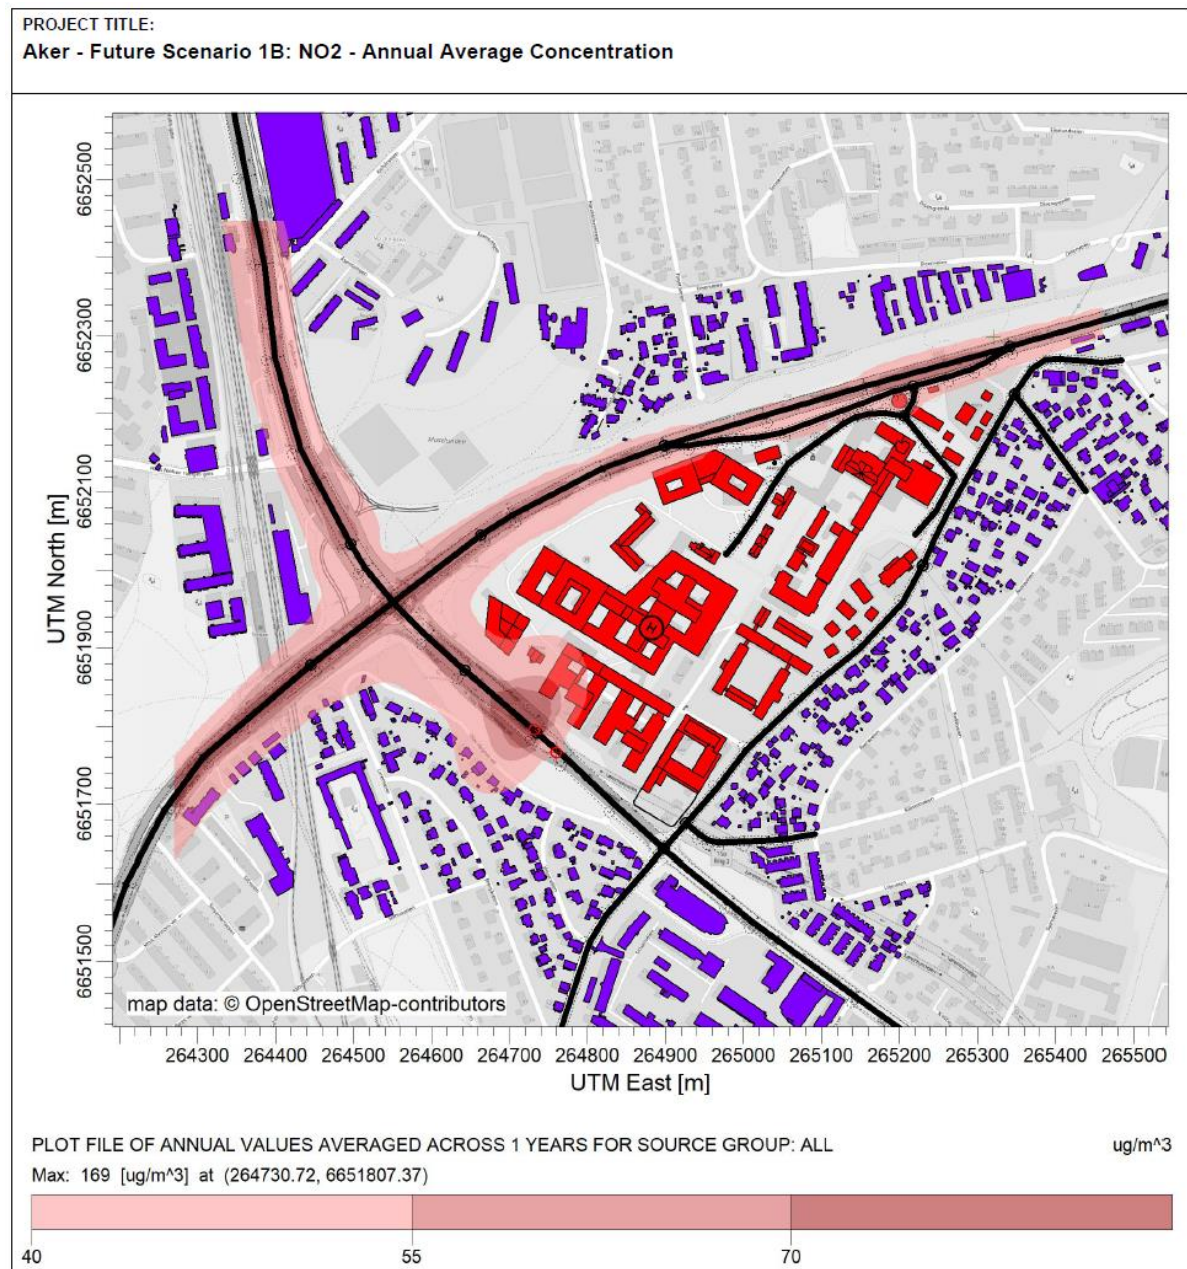 PROJECT TITLE:
Aker - Future Scenario 1B: NO2 - Annual Average Concentration
UTM North [m]
6652500
6652300
6652100
6651900
6651700
6651500
H
map data: © OpenStreetMap-contributors
264300 264400 264500 264600 264700 264800 264900 265000 265100 265200 265300 265400 265500
UTM East [m]
PLOT FILE OF ANNUAL VALUES AVERAGED ACROSS 1 YEARS FOR SOURCE GROUP: ALL ug/m^3
Max: 169 [ug/m^3] at (264730.72, 6651807.37)
40 55 70